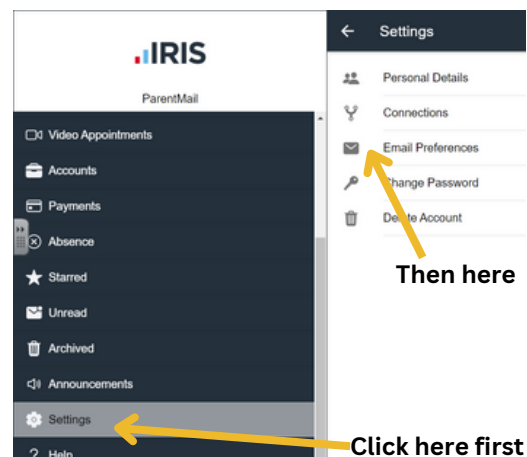 IRIS
ParentMail
Video Appointments
Accounts
Payments
Absence
Starred
Unread
Archived
Announcements
Settings
Help
Settings
Personal Details
Connections
Email Preferences
Change Password
Delete Account
Then here
Click here first